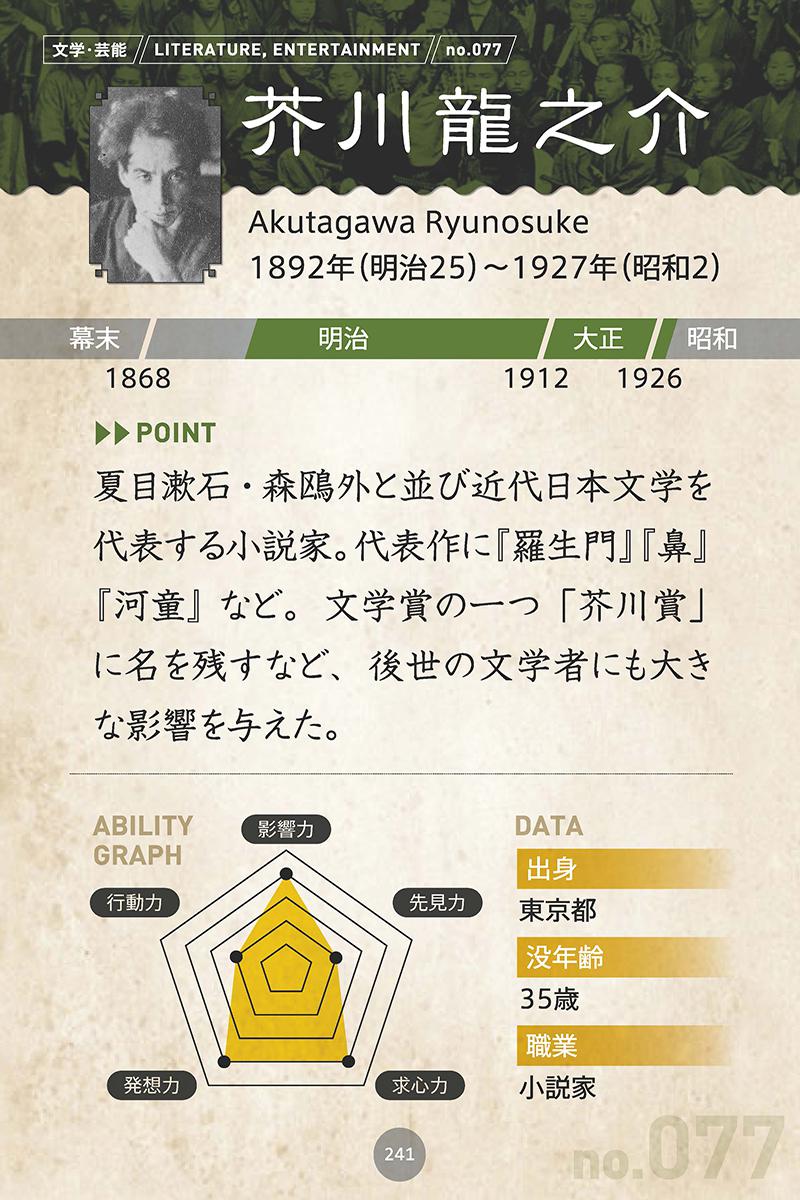 文学・芸能 // LITERATURE, ENTERTAINMENT // no.077
芥川龍之介
Akutagawa Ryunosuke
1892年(明治25)～1927年(昭和2)
幕末 明治 大正 昭和
1868 1912 1926
POINT
夏目漱石・森鷗外と並び近代日本文学を
代表する小説家。代表作に『羅生門』『鼻』
『河童』など。文学賞の一つ「芥川賞」
に名を残すなど、後世の文学者にも大き
な影響を与えた。
ABILITY
GRAPH
影響力
行動力
先見力
発想力
求心力
DATA
出身
東京都
没年齢
35歳
職業
小説家
241
no.077